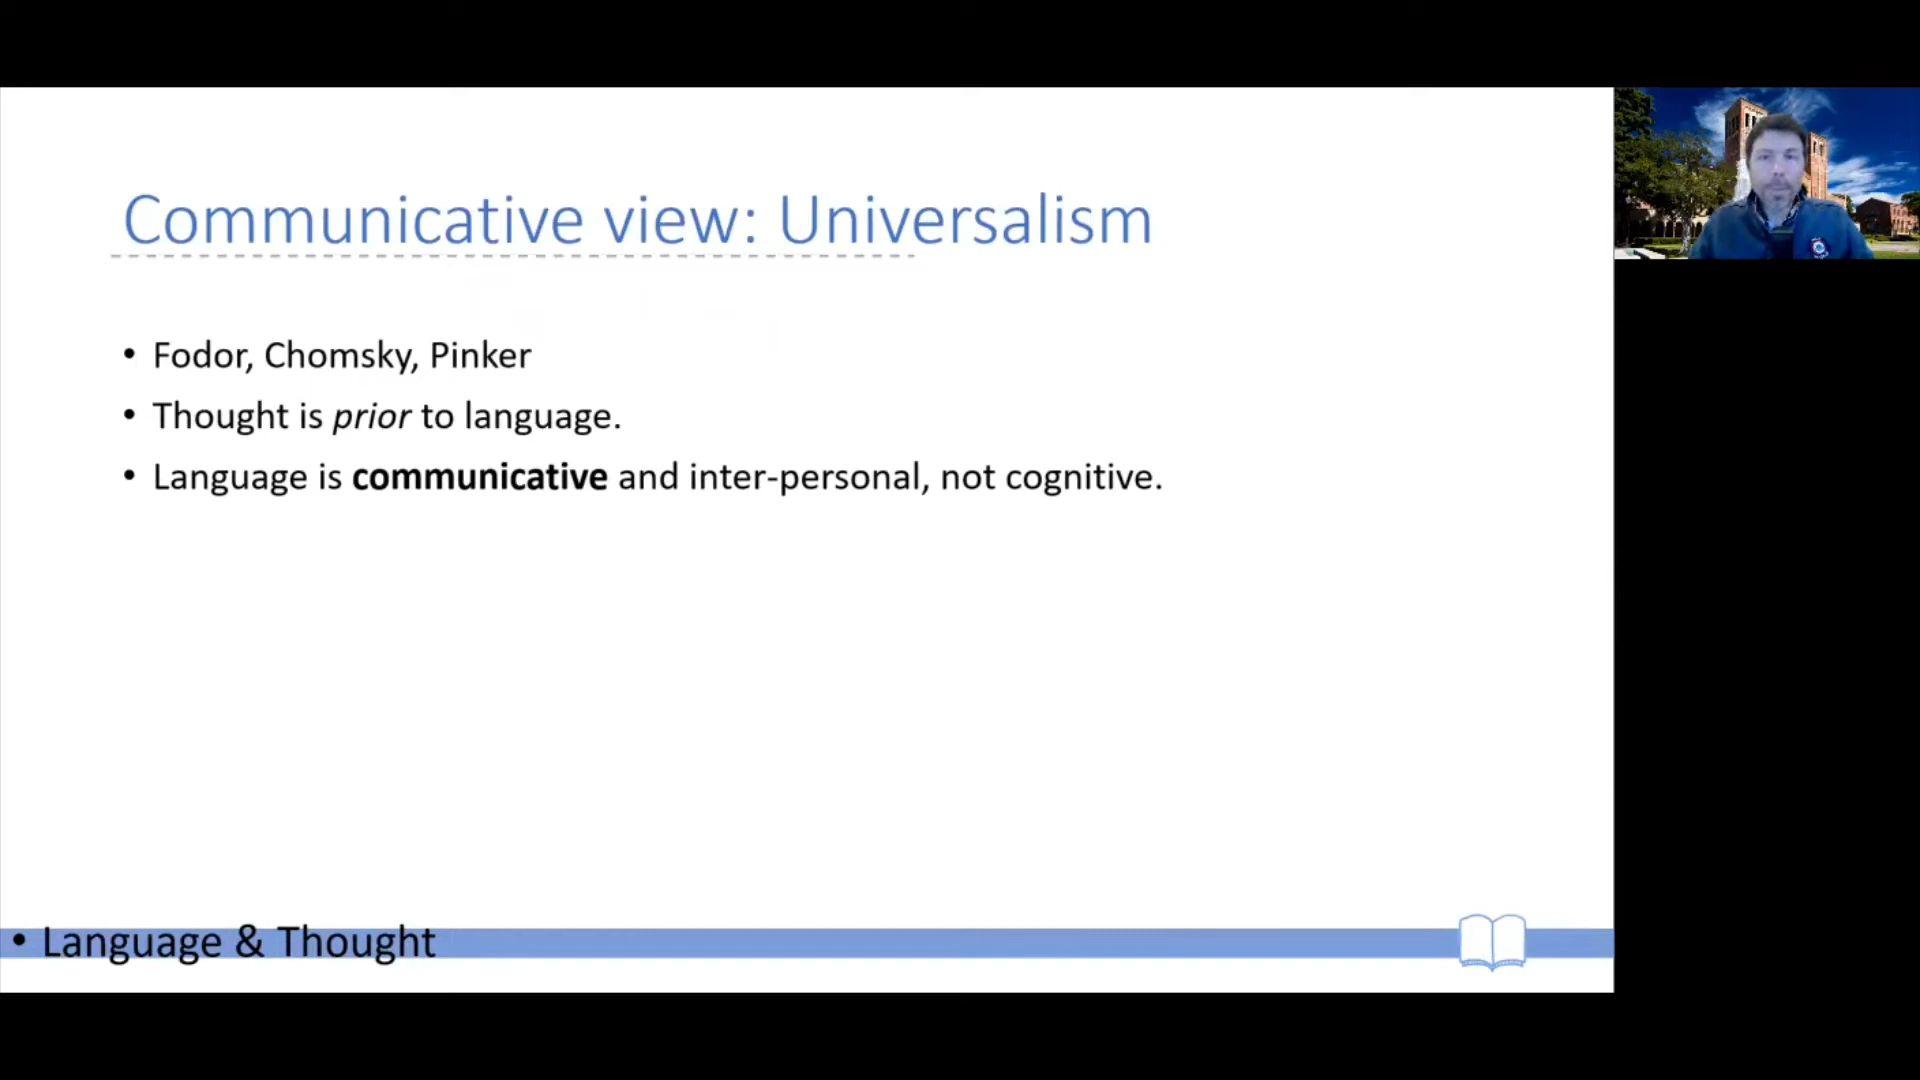 Communicative view: Universalism
• Fodor, Chomsky, Pinker
• Thought is prior to language.
• Language is communicative and inter-personal, not cognitive.
• Language & Thought